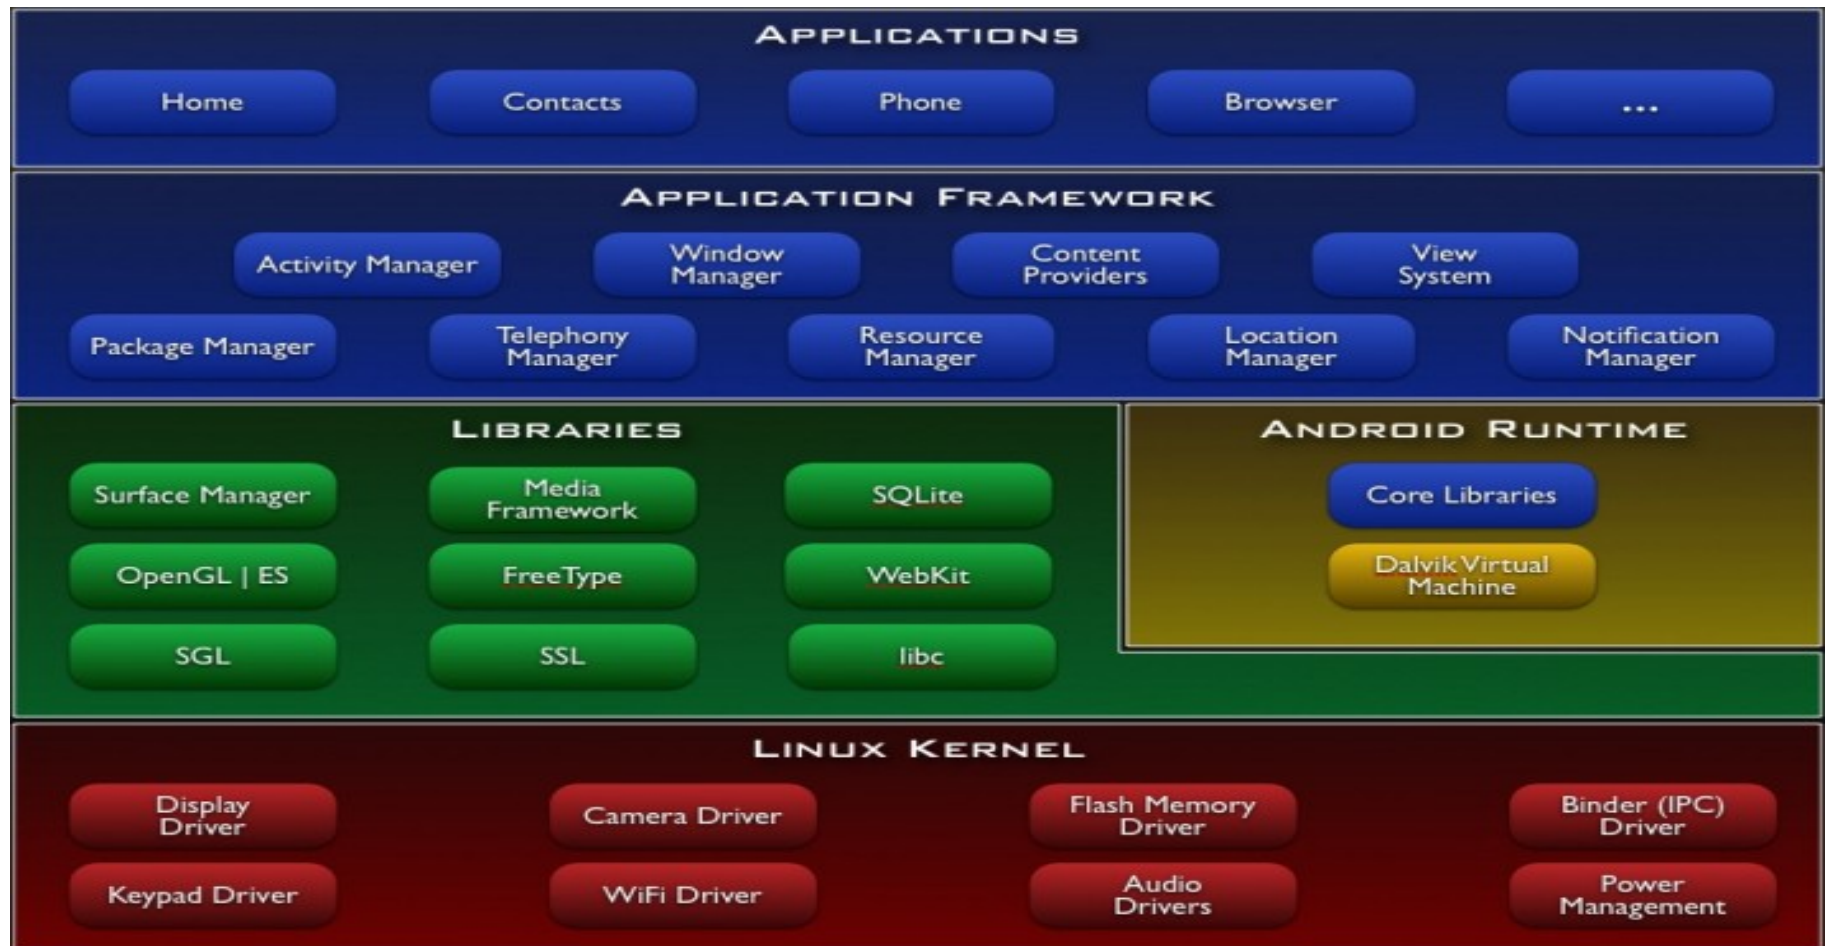 APPLICATIONS
Home
Contacts
Phone
Browser
...
APPLICATION FRAMEWORK
Activity Manager
Window
Manager
Content
Providers
View
System
Package Manager
Telephony
Manager
Resource
Manager
Location
Manager
Notification
Manager
LIBRARIES
Surface Manager
Media
Framework
SQLite
OpenGL | ES
FreeType
WebKit
SGL
SSL
libc
ANDROID RUNTIME
Core Libraries
Dalvik Virtual
Machine
LINUX KERNEL
Display
Driver
Camera Driver
Flash Memory
Driver
Binder (IPC)
Driver
Keypad Driver
WiFi Driver
Audio
Drivers
Power
Management